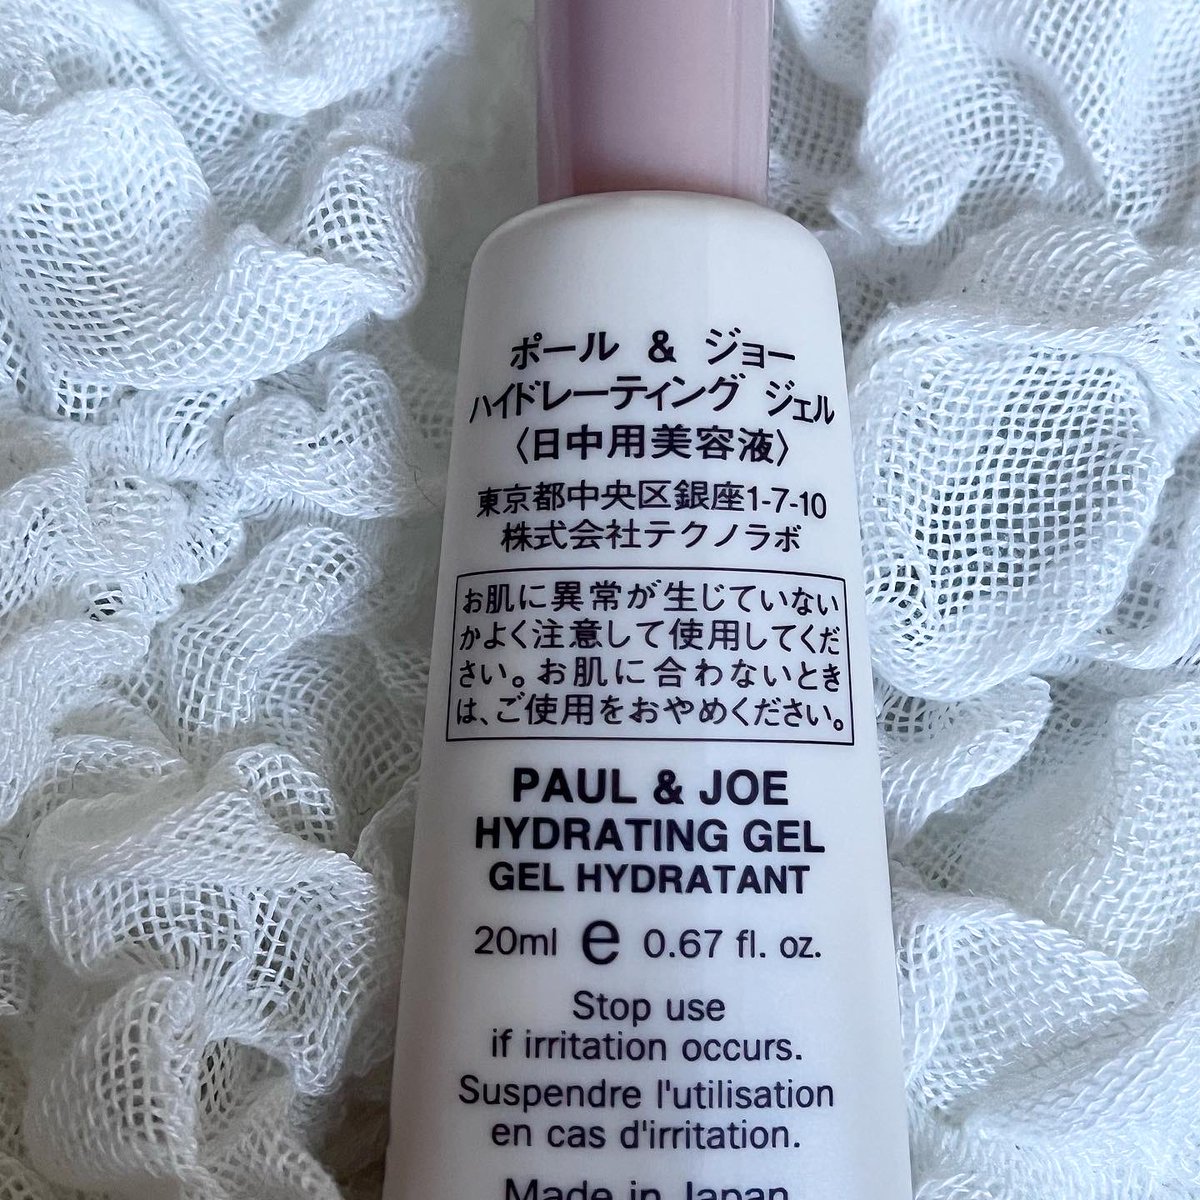 ポール & ジョー
ハイドレーティング ジェル
〈日中用美容液〉
東京都中央区銀座1-7-10
株式会社テクノラボ
お肌に異常が生じていない
かよく注意して使用してくだ
さい。お肌に合わないとき
は、ご使用をおやめください。
PAUL & JOE
HYDRATING GEL
GEL HYDRATANT
20ml e 0.67 fl. oz.
Stop use
if irritation occurs.
Suspendre l'utilisation
en cas d'irritation.
Made in Japan